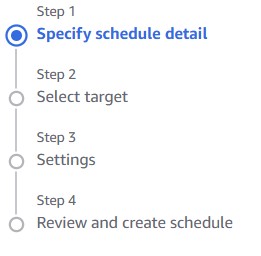 Step 1
Specify schedule detail
Step 2
Select target
Step 3
Settings
Step 4
Review and create schedule